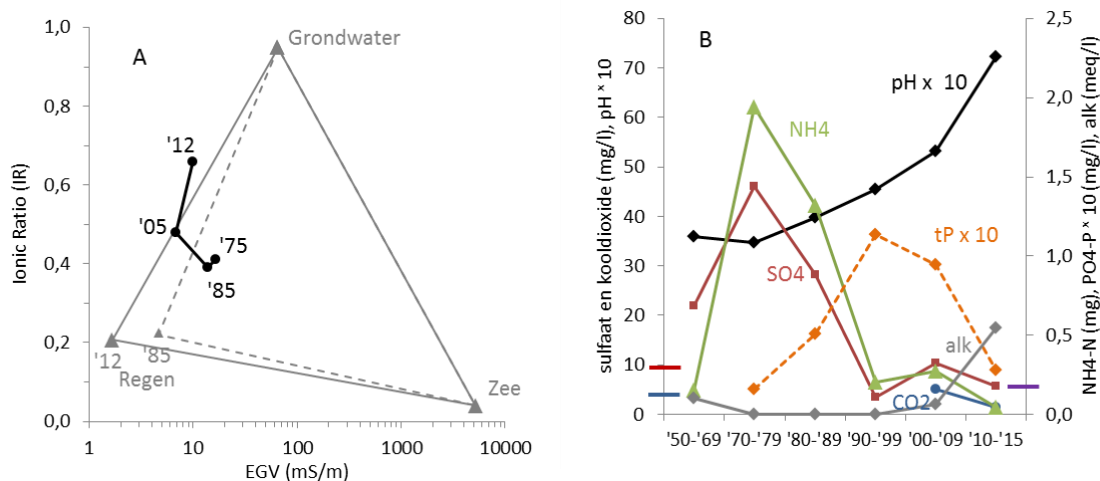 A
B
Ionic Ratio (IR)
1,0
0,8
0,6
0,4
0,2
0,0
Grondwater
'12
'05
'75
'85
'12
'85
Regen
Zee
1
10
100
1000
10000
EGV (mS/m)
sulfaat en kooldioxide (mg/l), pH * 10
80
70
60
50
40
30
20
10
0
pH x 10
NH4
SO4
tP x 10
alk
CO2
'50-'69 '70-'79 '80-'89 '90-'99 '00-'09 '10-'15
2,5
2,0
1,5
1,0
0,5
0,0
NH4-N (mg), PO4-P * 10 (mg/l), alk (meq/l)